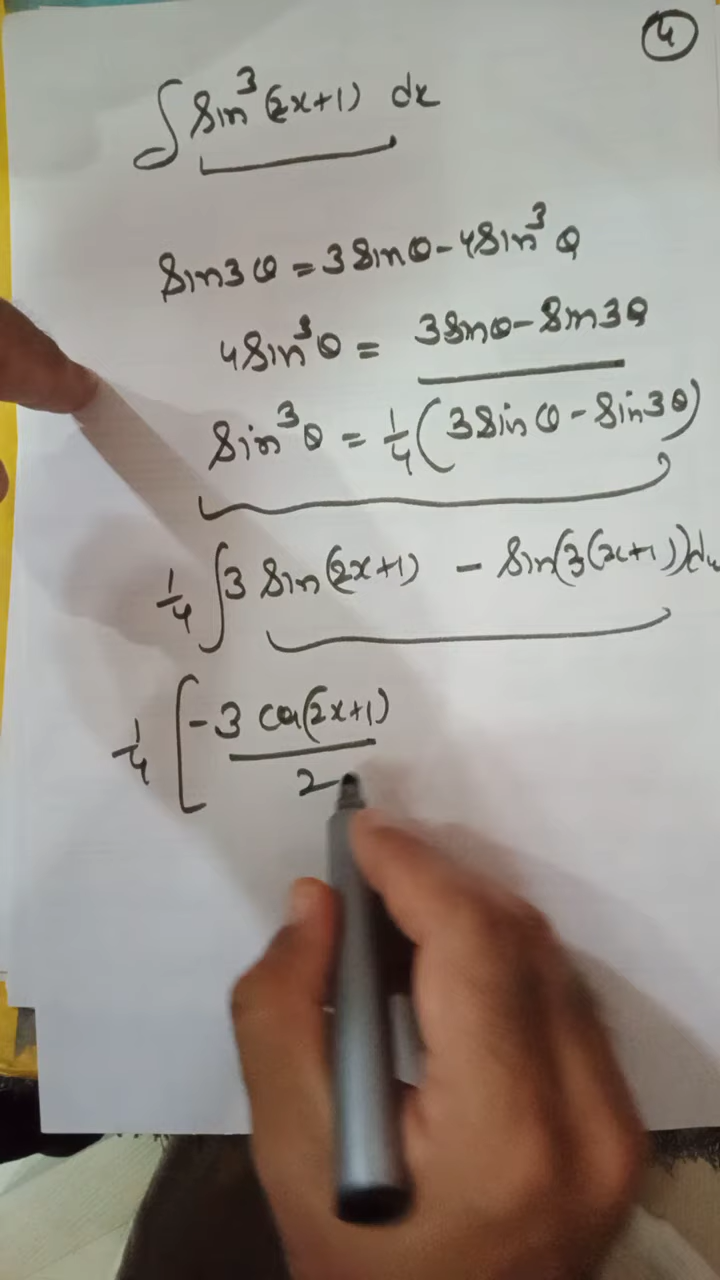 4
∫ sin³(2x+1) dx
sin3θ = 3sinθ - 4sin³θ
4sin³θ = 3sinθ - sin3θ
sin³θ = 1/4 (3sinθ - sin3θ)
1/4 ∫ 3 sin(2x+1) - sin(3(2x+1)) dx
1/4 [ -3 cos(2x+1) / 2